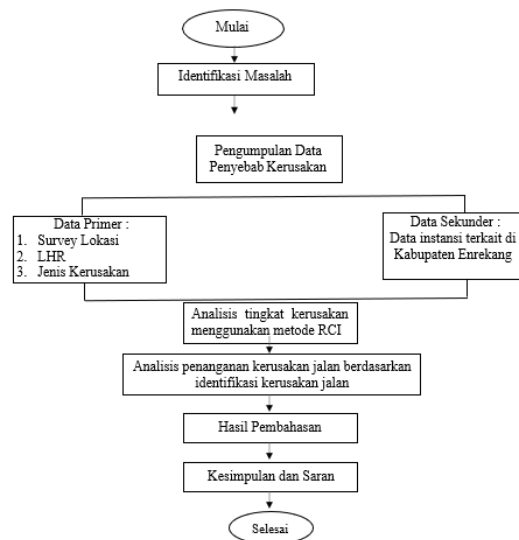 Mulai
Identifikasi Masalah
Pengumpulan Data
Penyebab Kerusakan
Data Primer :
1. Survey Lokasi
2. LHR
3. Jenis Kerusakan
Data Sekunder :
Data instansi terkait di
Kabupaten Enrekang
Analisis tingkat kerusakan
menggunakan metode RCI
Analisis penanganan kerusakan jalan berdasarkan
identifikasi kerusakan jalan
Hasil Pembahasan
Kesimpulan dan Saran
Selesai